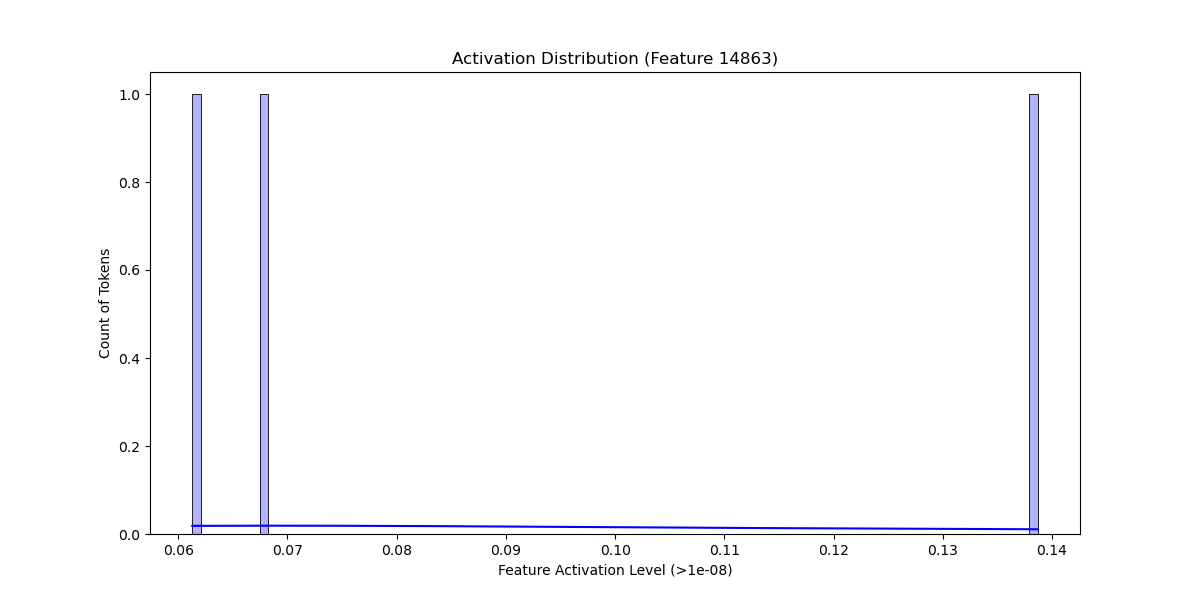 Activation Distribution (Feature 14863)
1.0
0.8
0.6
0.4
0.2
0.0
Count of Tokens
0.06 0.07 0.08 0.09 0.10 0.11 0.12 0.13 0.14
Feature Activation Level (>1e-08)